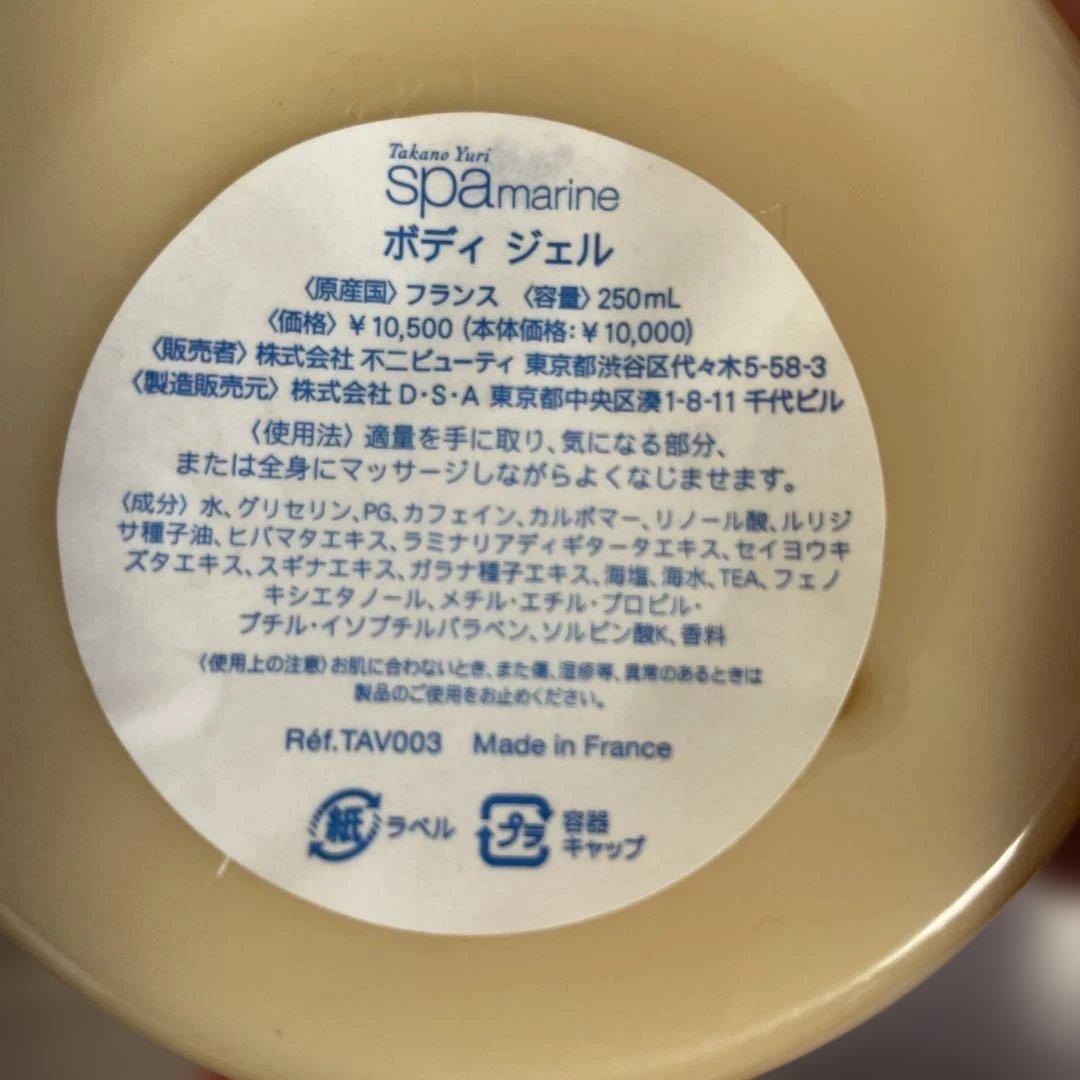 Takano Yuri
spa marine
ボディ ジェル
〈原産国〉フランス 〈容量〉250mL
〈価格〉¥10,500 (本体価格:¥10,000)
〈販売者〉株式会社 不二ビューティ 東京都渋谷区代々木5-58-3
〈製造販売元〉株式会社 D・S・A 東京都中央区湊1-8-11 千代ビル
〈使用法〉適量を手に取り、気になる部分、
または全身にマッサージしながらよくなじませます。
〈成分〉水、グリセリン、PG、カフェイン、カルボマー、リノール酸、ルリジ
サ種子油、ヒバマタエキス、ラミナリアディギタータエキス、セイヨウキ
ズタエキス、スギナエキス、ガラナ種子エキス、海塩、海水、TEA、フェノ
キシエタノール、メチル・エチル・プロピル・
ブチル・イソブチルパラベン、ソルビン酸K、香料
〈使用上の注意〉お肌に合わないとき、また傷、湿疹等、異常のあるときは
製品のご使用をお止めください。
Réf.TAV003 Made in France
紙 ラベル プラ 容器
キャップ